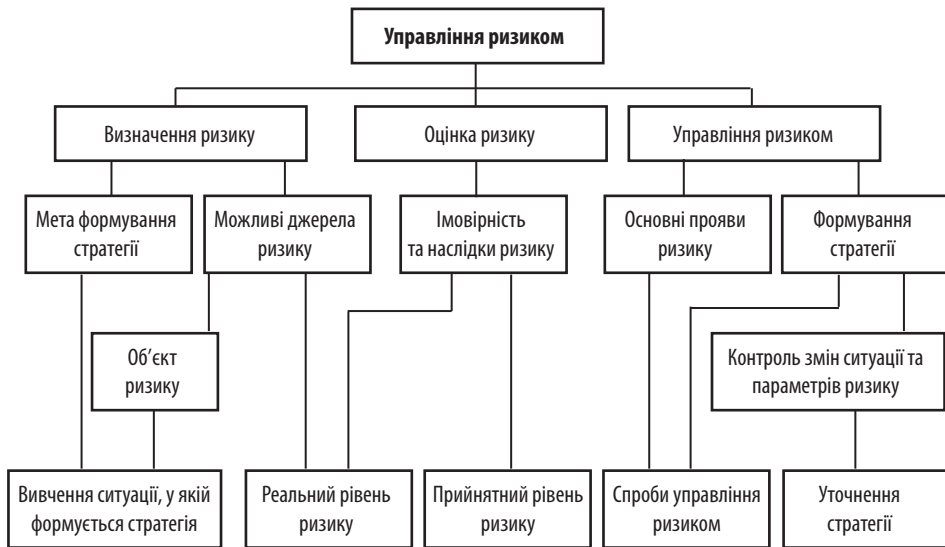 Управління ризиком
Визначення ризику
Оцінка ризику
Управління ризиком
Мета формування
стратегії
Можливі джерела
ризику
Імовірність
та наслідки ризику
Основні прояви
ризику
Формування
стратегії
Об’єкт
ризику
Контроль змін ситуації та
параметрів ризику
Вивчення ситуації, у якій
формується стратегія
Реальний рівень
ризику
Прийнятний рівень
ризику
Спроби управління
ризиком
Уточнення
стратегії